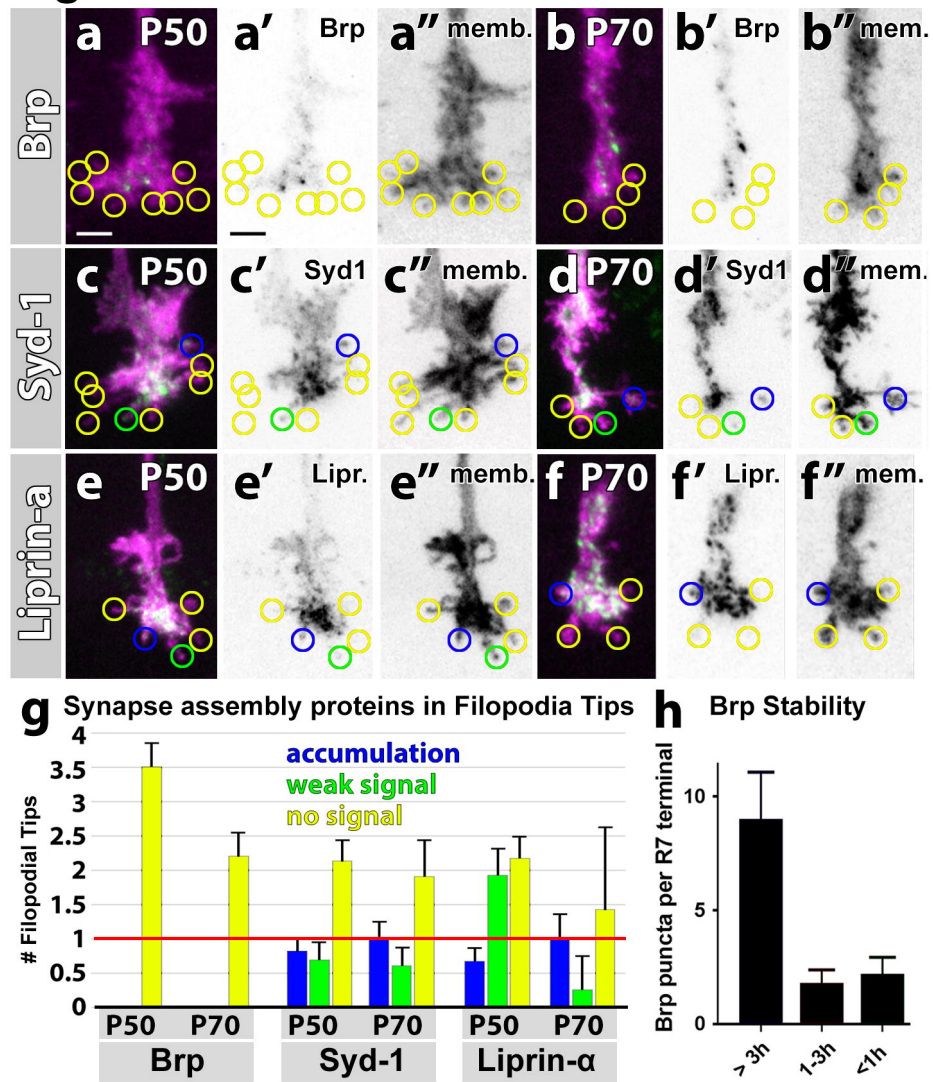 a P50 a′ Brp a″ memb. b P70 b′ Brp b″ mem.
Brp
c P50 c′ Syd1 c″ memb. d P70 d′ Syd1 d″ mem.
Syd-1
e P50 e′ Lipr. e″ memb. f P70 f′ Lipr. f″ mem.
Liprin-a
g Synapse assembly proteins in Filopodia Tips
# Filopodial Tips
4
3.5
3
2.5
2
1.5
1
0.5
0
accumulation
weak signal
no signal
P50 P70 P50 P70 P50 P70
Brp Syd-1 Liprin-α
h Brp Stability
Brp puncta per R7 terminal
10
5
0
> 3h 1-3h <1h